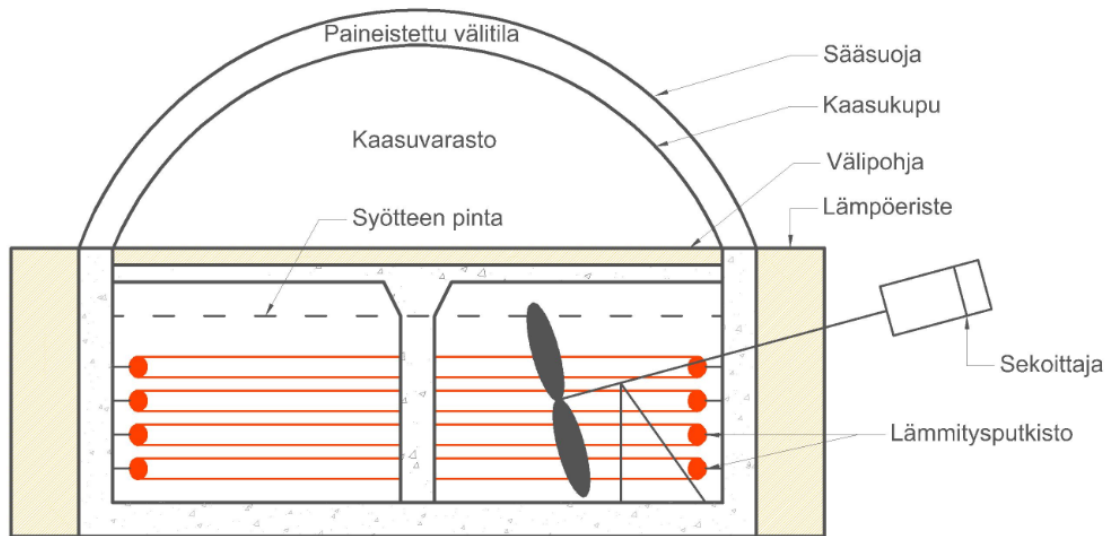 Paineistettu välitila
Sääsuoja
Kaasukupu
Kaasuvarasto
Välipohja
Lämpöeriste
Syötteen pinta
Sekoittaja
Lämmitysputkisto